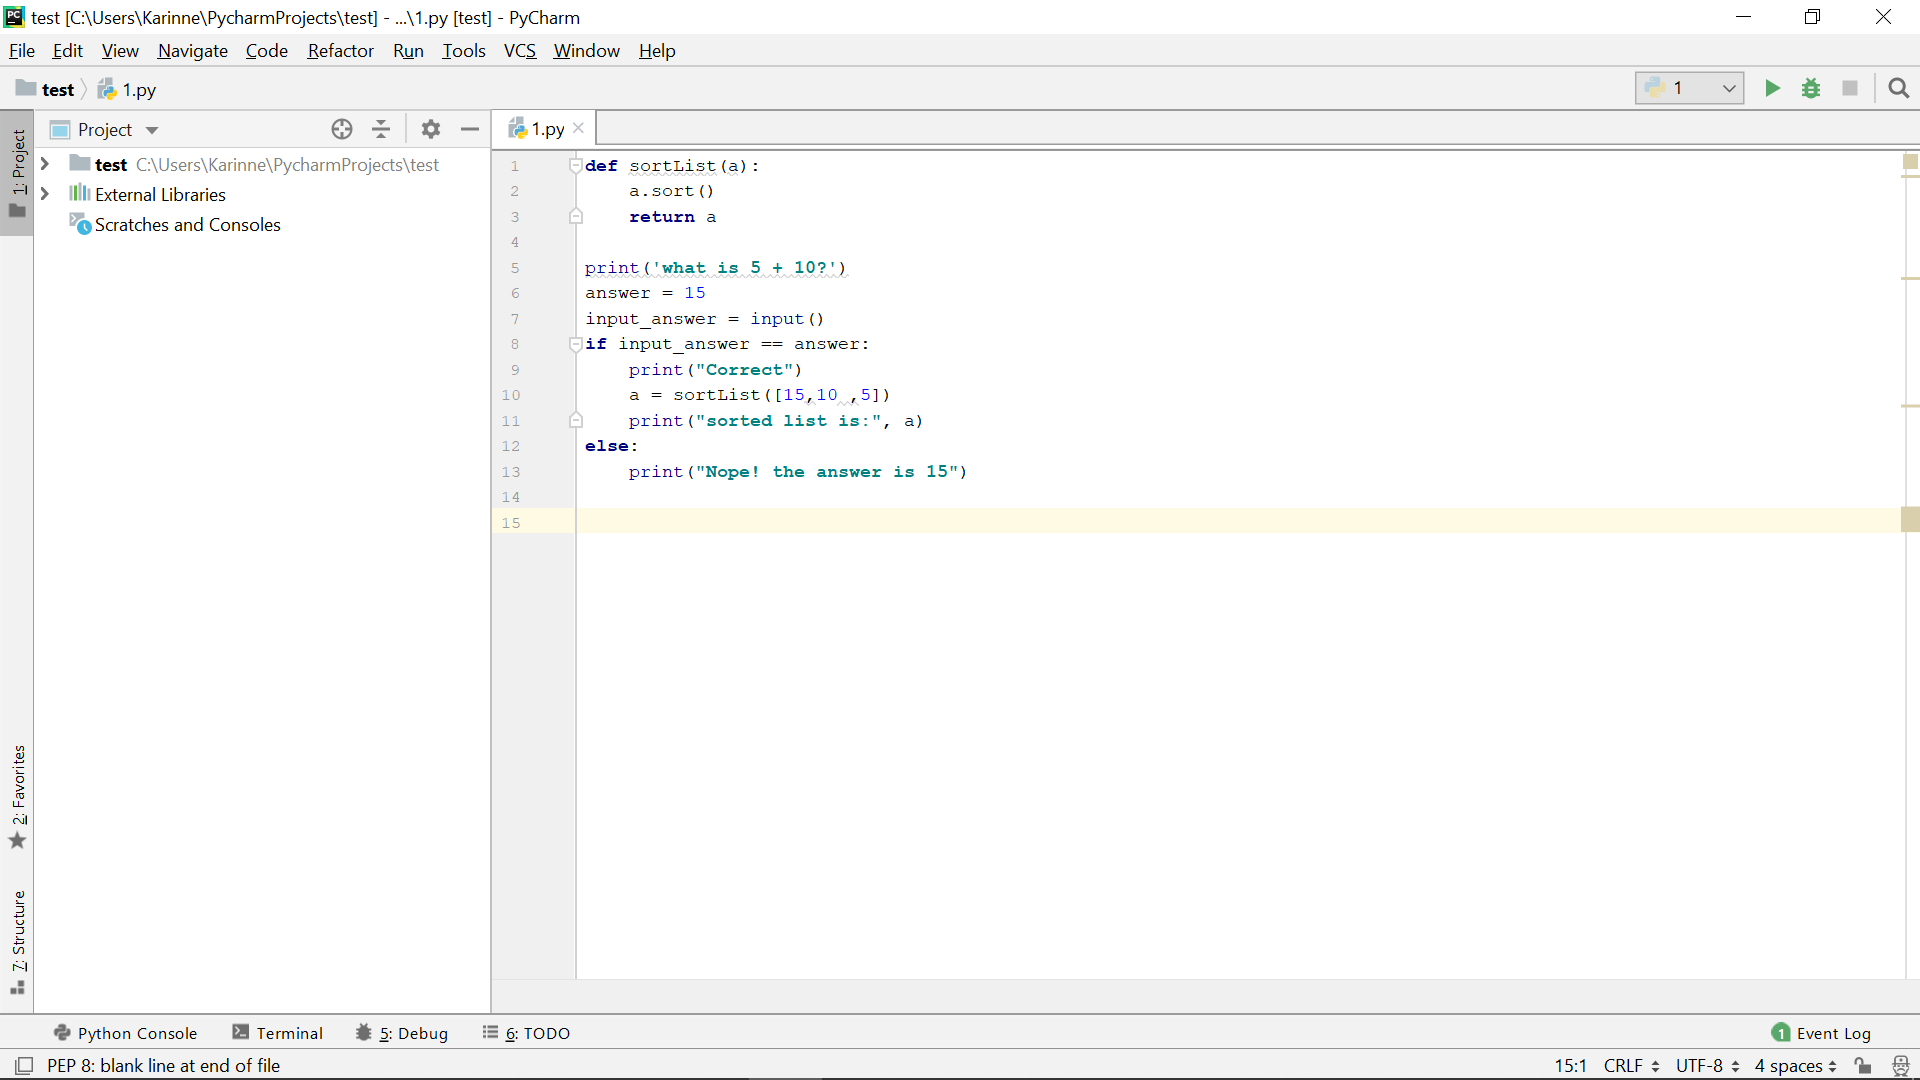 PC test [C:\Users\Karinne\PycharmProjects\test] - ...\1.py [test] - PyCharm
File Edit View Navigate Code Refactor Run Tools VCS Window Help
test 1.py 1
Project
1.py
1: Project
test C:\Users\Karinne\PycharmProjects\test
External Libraries
Scratches and Consoles
2: Favorites
7: Structure
1 def sortList(a):
2     a.sort()
3     return a
4
5 print('what is 5 + 10?')
6 answer = 15
7 input_answer = input()
8 if input_answer == answer:
9     print("Correct")
10     a = sortList([15,10 ,5])
11     print("sorted list is:", a)
12 else:
13     print("Nope! the answer is 15")
14
15
Python Console Terminal 5: Debug 6: TODO 1 Event Log
PEP 8: blank line at end of file 15:1 CRLF UTF-8 4 spaces